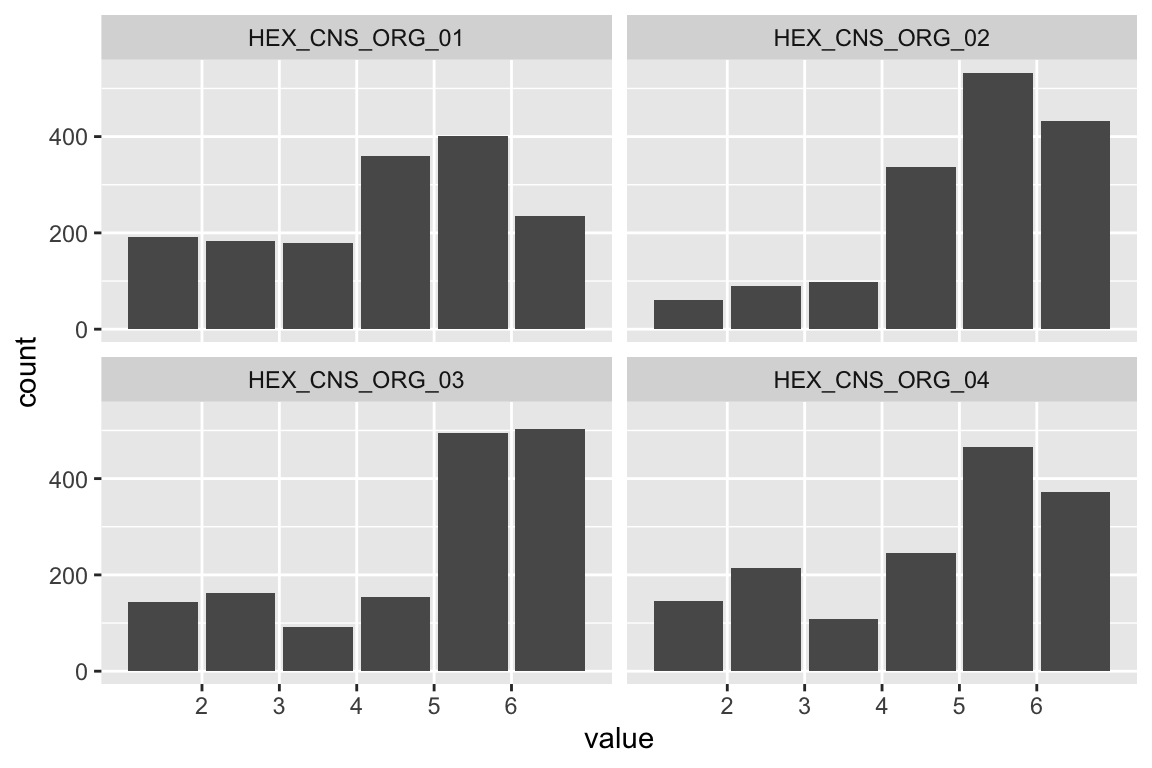 HEX_CNS_ORG_01
HEX_CNS_ORG_02
400
200
0
HEX_CNS_ORG_03
HEX_CNS_ORG_04
400
200
0
count
2 3 4 5 6
2 3 4 5 6
value